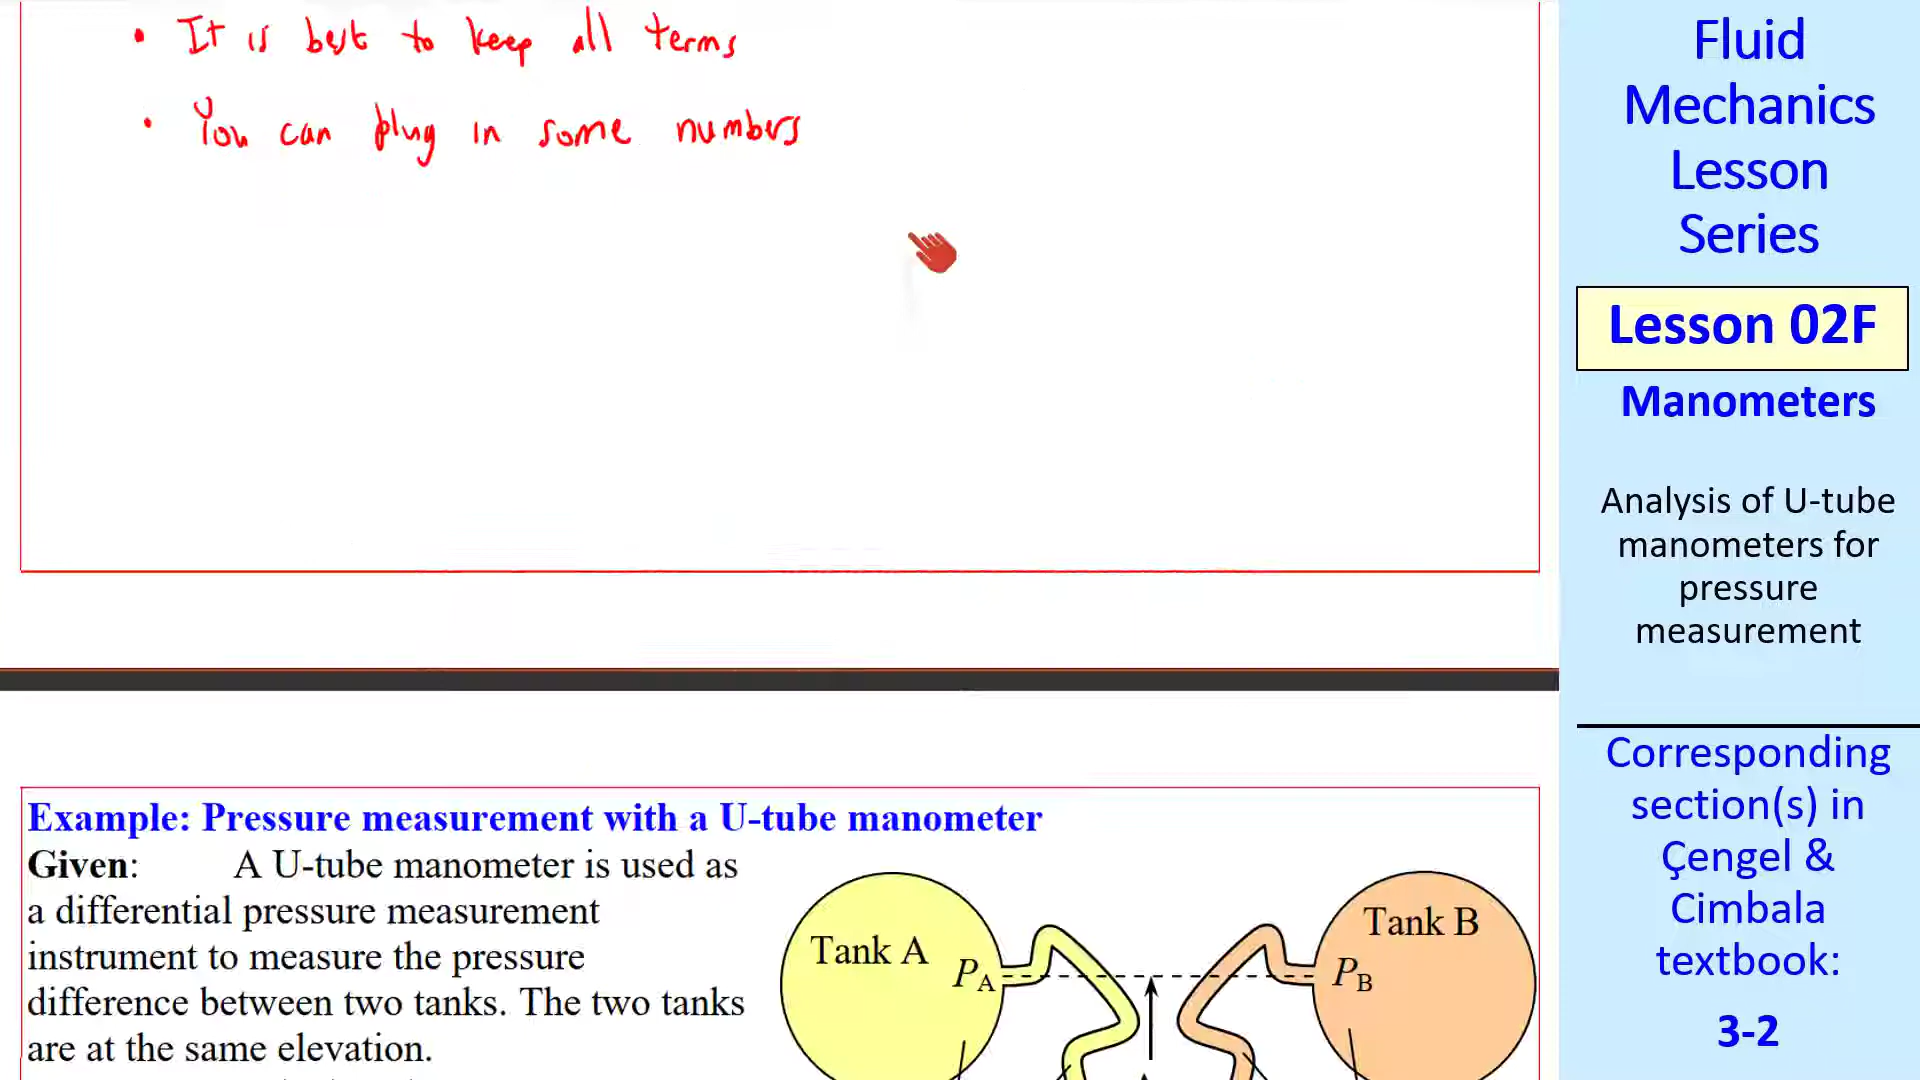 • It is best to keep all terms
• You can plug in some numbers
Example: Pressure measurement with a U-tube manometer
Given: A U-tube manometer is used as
a differential pressure measurement
instrument to measure the pressure
difference between two tanks. The two tanks
are at the same elevation.
Tank A
PA
Tank B
PB
Fluid
Mechanics
Lesson
Series
Lesson 02F
Manometers
Analysis of U-tube
manometers for
pressure
measurement
Corresponding
section(s) in
Çengel &
Cimbala
textbook:
3-2